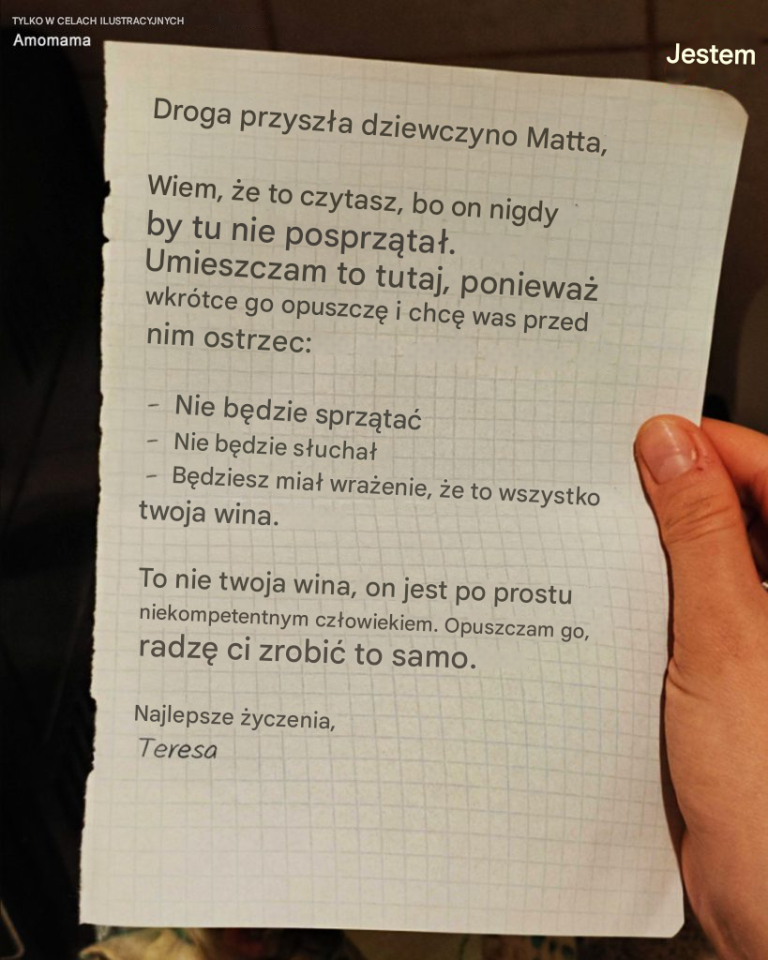 TYLKO W CELACH ILUSTRACYJNYCH
Amomama
Jestem
Droga przyszła dziewczyno Matta,
Wiem, że to czytasz, bo on nigdy
by tu nie posprzątał.
Umieszczam to tutaj, ponieważ
wkrótce go opuszczę i chcę was przed
nim ostrzec:
- Nie będzie sprzątać
- Nie będzie słuchał
- Będziesz miał wrażenie, że to wszystko
twoja wina.
To nie twoja wina, on jest po prostu
niekompetentnym człowiekiem. Opuszczam go,
radzę ci zrobić to samo.
Najlepsze życzenia,
Teresa